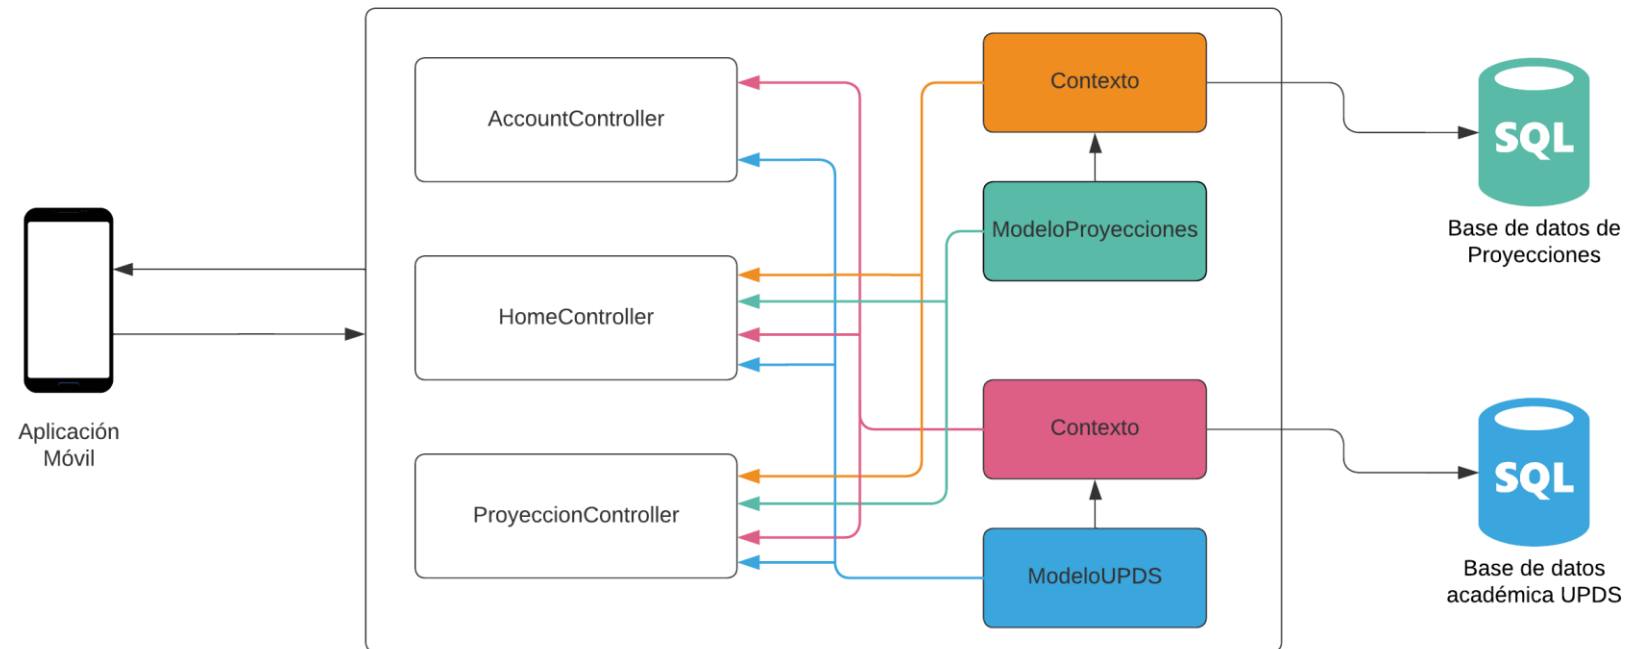 Aplicación
Móvil
AccountController
HomeController
ProyeccionController
Contexto
ModeloProyecciones
Contexto
ModeloUPDS
SQL
Base de datos de
Proyecciones
SQL
Base de datos
académica UPDS